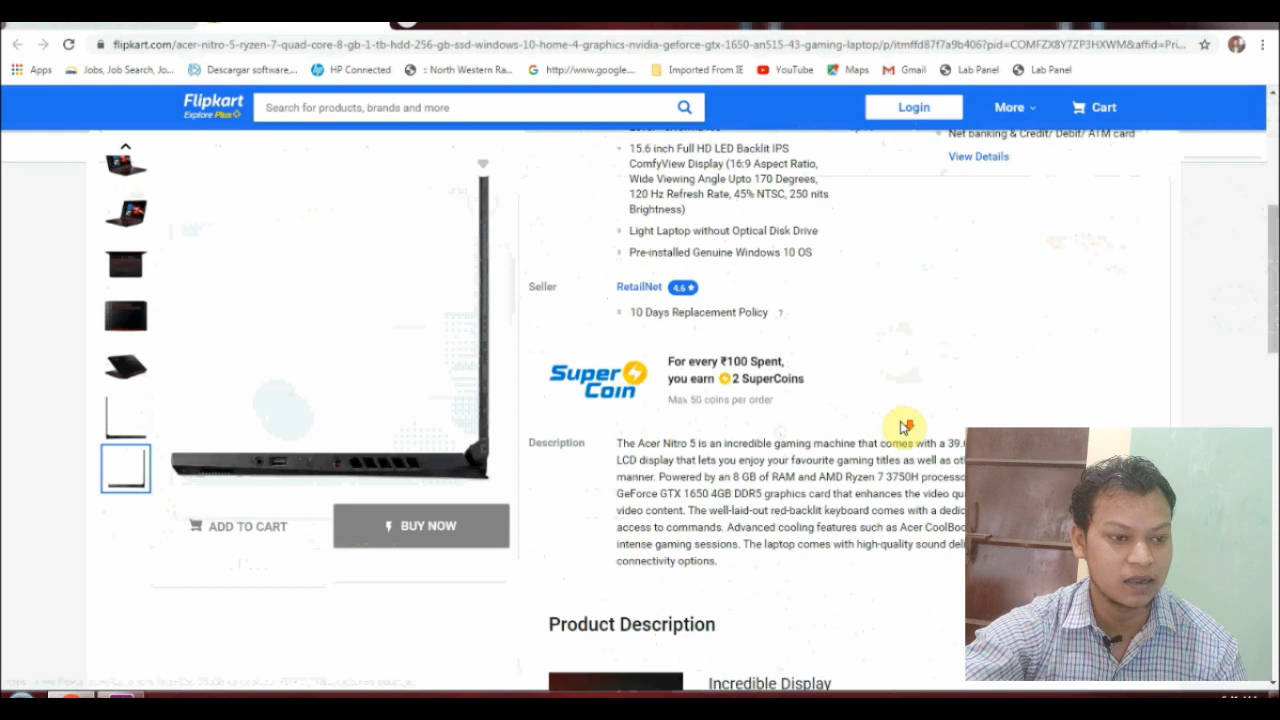 flipkart.com/acer-nitro-5-ryzen-7-quad-core-8-gb-1-tb-hdd-256-gb-ssd-windows-10-home-4-graphics-nvidia-geforce-gtx-1650-an515-43-gaming-laptop/p/itmffd87f7a9b406?pid=COMFZX8Y7ZP3HXWM&affid=Pri...
Apps Jobs, Job Search, Jo... Descargar software,... HP Connected :: North Western Ra... http://www.google.... Imported From IE YouTube Maps Gmail Lab Panel Lab Panel
Flipkart
Explore Plus
Search for products, brands and more
Login
More
Cart
Net banking & Credit/ Debit/ ATM card
View Details
15.6 inch Full HD LED Backlit IPS
ComfyView Display (16:9 Aspect Ratio,
Wide Viewing Angle Upto 170 Degrees,
120 Hz Refresh Rate, 45% NTSC, 250 nits
Brightness)
Light Laptop without Optical Disk Drive
Pre-installed Genuine Windows 10 OS
Seller
RetailNet 4.6 ★
10 Days Replacement Policy ?
Super Coin
For every ₹100 Spent,
you earn 2 SuperCoins
Max 50 coins per order
Description
The Acer Nitro 5 is an incredible gaming machine that comes with a 39.
LCD display that lets you enjoy your favourite gaming titles as well as
manner. Powered by an 8 GB of RAM and AMD Ryzen 7 3750H
GeForce GTX 1650 4GB DDR5 graphics card that enhances the video
video content. The well-laid-out red-backlit keyboard comes with a
access to commands. Advanced cooling features such as Acer
intense gaming sessions. The laptop comes with high-quality sound
connectivity options.
ADD TO CART
BUY NOW
Product Description
Incredible Display